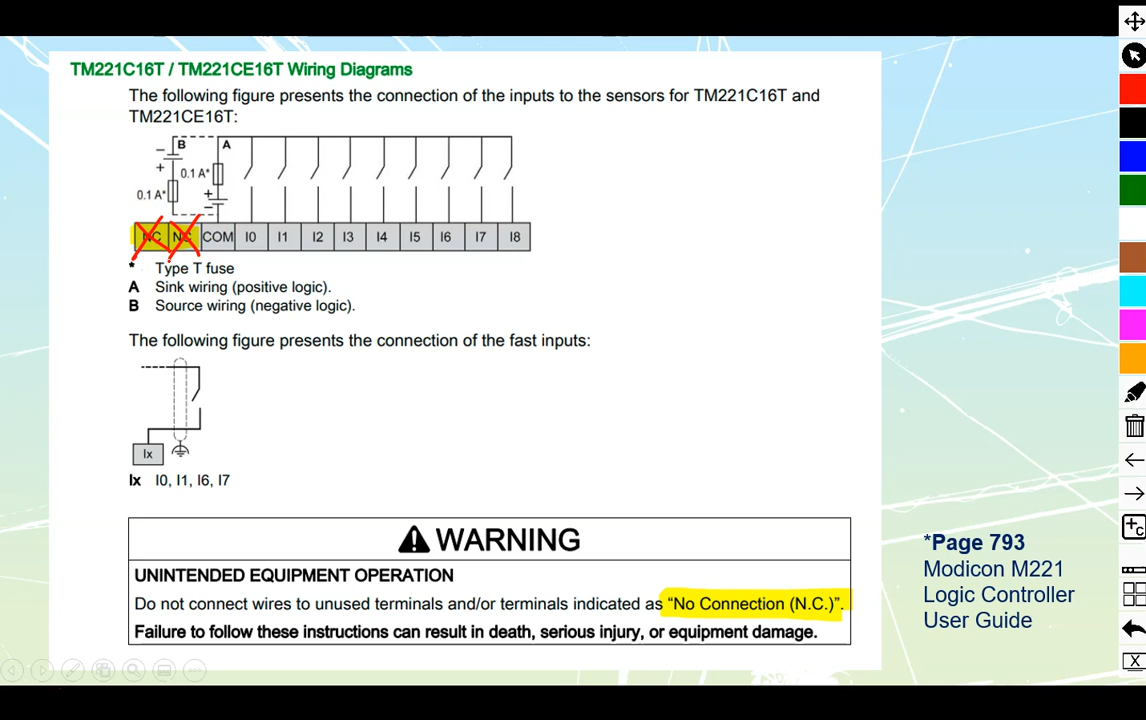 TM221C16T / TM221CE16T Wiring Diagrams
The following figure presents the connection of the inputs to the sensors for TM221C16T and
TM221CE16T:
B A
0.1 A*
0.1 A*
NC NC COM I0 I1 I2 I3 I4 I5 I6 I7 I8
* Type T fuse
A Sink wiring (positive logic).
B Source wiring (negative logic).
The following figure presents the connection of the fast inputs:
Ix
Ix I0, I1, I6, I7
WARNING
UNINTENDED EQUIPMENT OPERATION
Do not connect wires to unused terminals and/or terminals indicated as “No Connection (N.C.)”.
Failure to follow these instructions can result in death, serious injury, or equipment damage.
*Page 793
Modicon M221
Logic Controller
User Guide